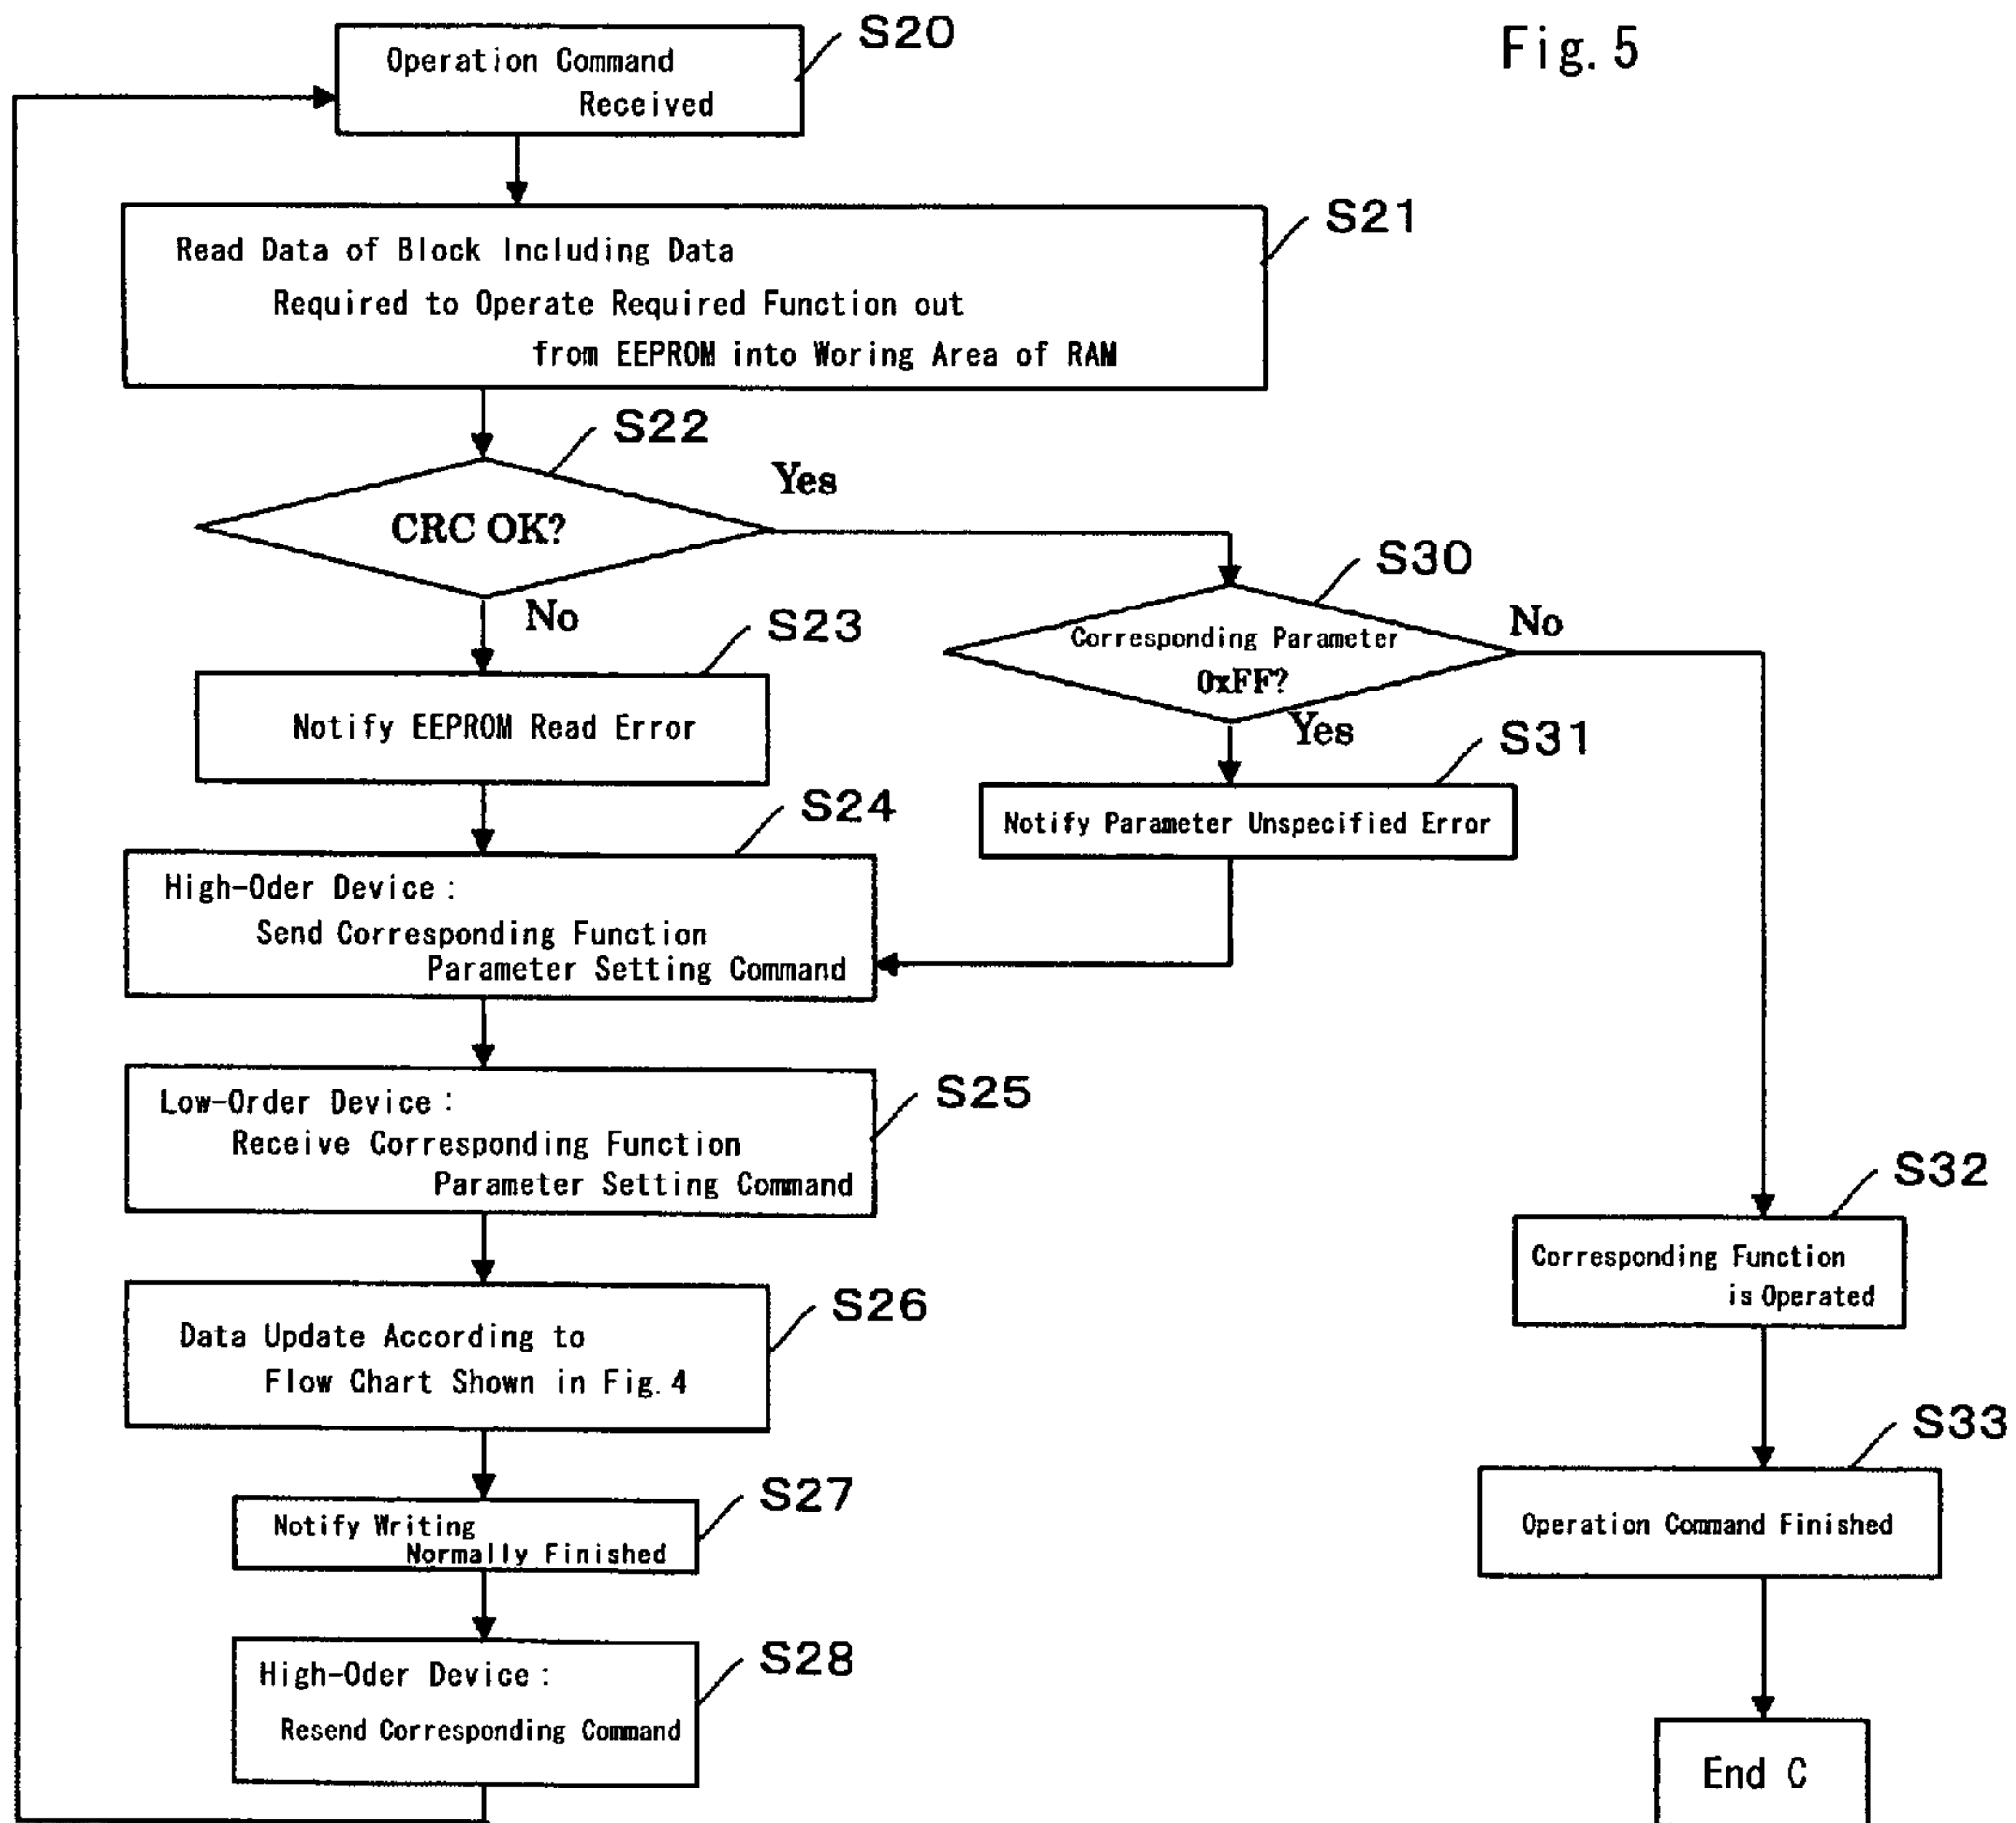 Fig. 5
S20
Operation Command
Received
S21
Read Data of Block Including Data
Required to Operate Required Function out
from EEPROM into Woring Area of RAM
S22
CRC OK?
Yes
No
S30
Corresponding Parameter
0xFF?
No
Yes
S23
Notify EEPROM Read Error
S31
Notify Parameter Unspecified Error
S24
High-Oder Device :
Send Corresponding Function
Parameter Setting Command
S25
Low-Order Device :
Receive Corresponding Function
Parameter Setting Command
S26
Data Update According to
Flow Chart Shown in Fig. 4
S27
Notify Writing
Normally Finished
S28
High-Oder Device :
Resend Corresponding Command
S32
Corresponding Function
is Operated
S33
Operation Command Finished
End C